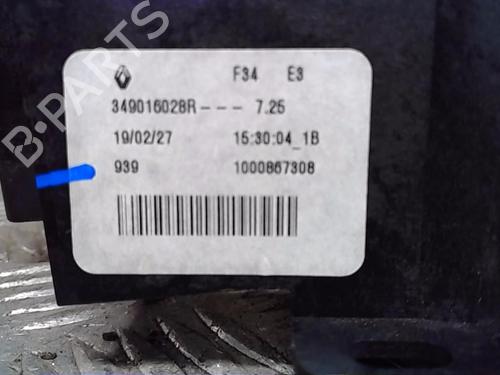 B-PARTS
F34 E3
349016028R--- 7.25
19/02/27 15:30:04_1B
939 1000867308